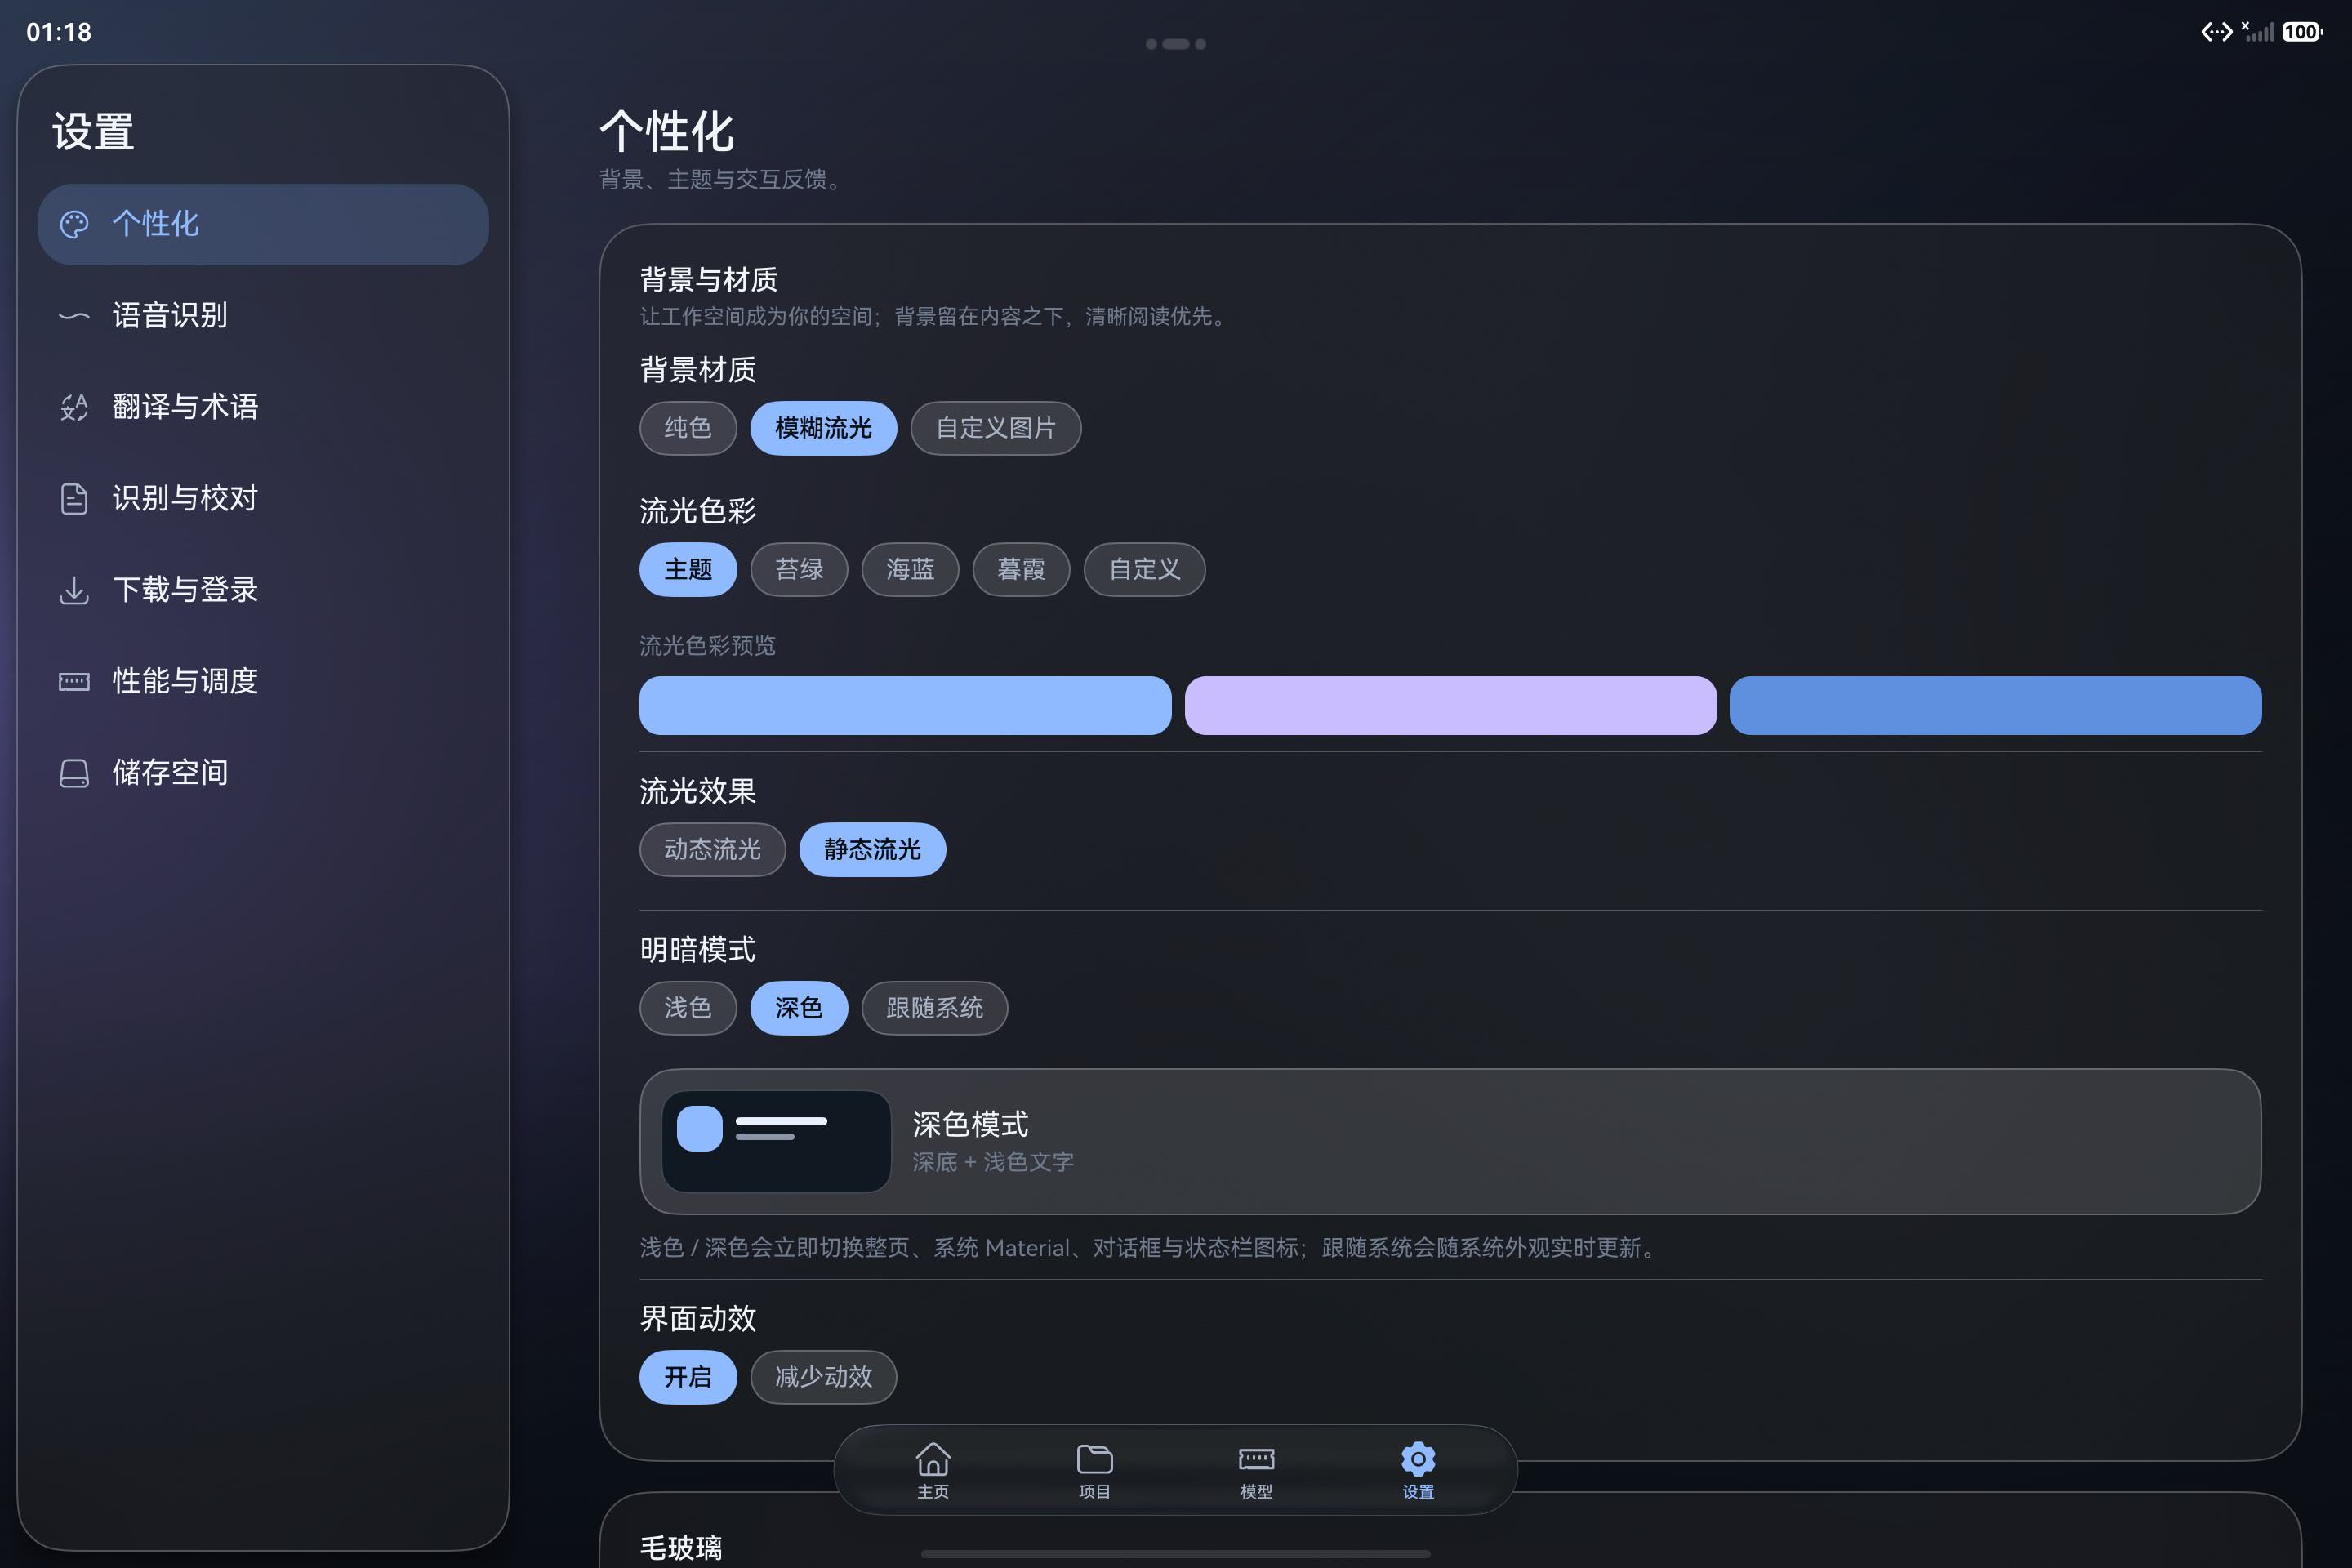 01:18
100
设置
个性化
语音识别
翻译与术语
识别与校对
下载与登录
性能与调度
储存空间
个性化
背景、主题与交互反馈。
背景与材质
让工作空间成为你的空间；背景留在内容之下，清晰阅读优先。
背景材质
纯色 模糊流光 自定义图片
流光色彩
主题 苔绿 海蓝 暮霞 自定义
流光色彩预览
流光效果
动态流光 静态流光
明暗模式
浅色 深色 跟随系统
深色模式
深底 + 浅色文字
浅色 / 深色会立即切换整页、系统 Material、对话框与状态栏图标；跟随系统会随系统外观实时更新。
界面动效
开启 减少动效
主页 项目 模型 设置
毛玻璃